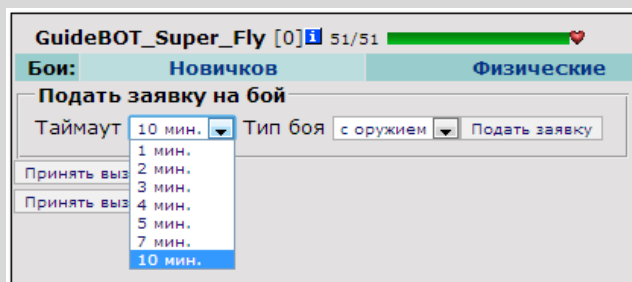 GuideBOT_Super_Fly [0] i 51/51
Бои: Новичков Физические
Подать заявку на бой
Таймаут 10 мин. Тип боя с оружием Подать заявку
1 мин.
2 мин.
3 мин.
4 мин.
5 мин.
7 мин.
10 мин.
Принять выз
Принять выз